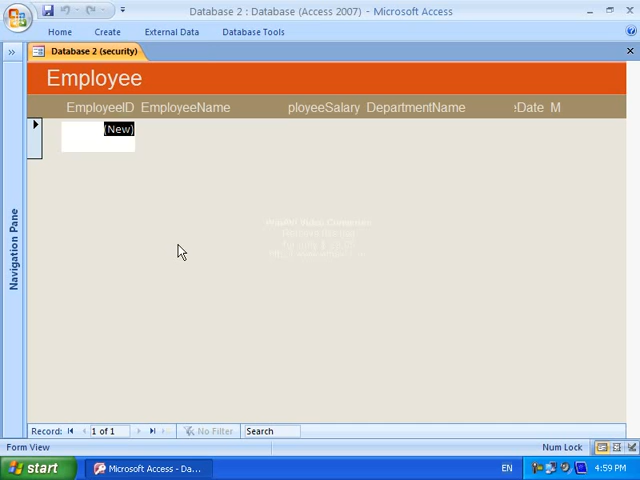 Database 2 : Database (Access 2007) - Microsoft Access
Home Create External Data Database Tools
Database 2 (security)
Employee
EmployeeID EmployeeName ployeeSalary DepartmentName eDate M
(New)
Navigation Pane
Record: 1 of 1 No Filter Search
Form View Num Lock
start Microsoft Access - Da... EN 4:59 PM